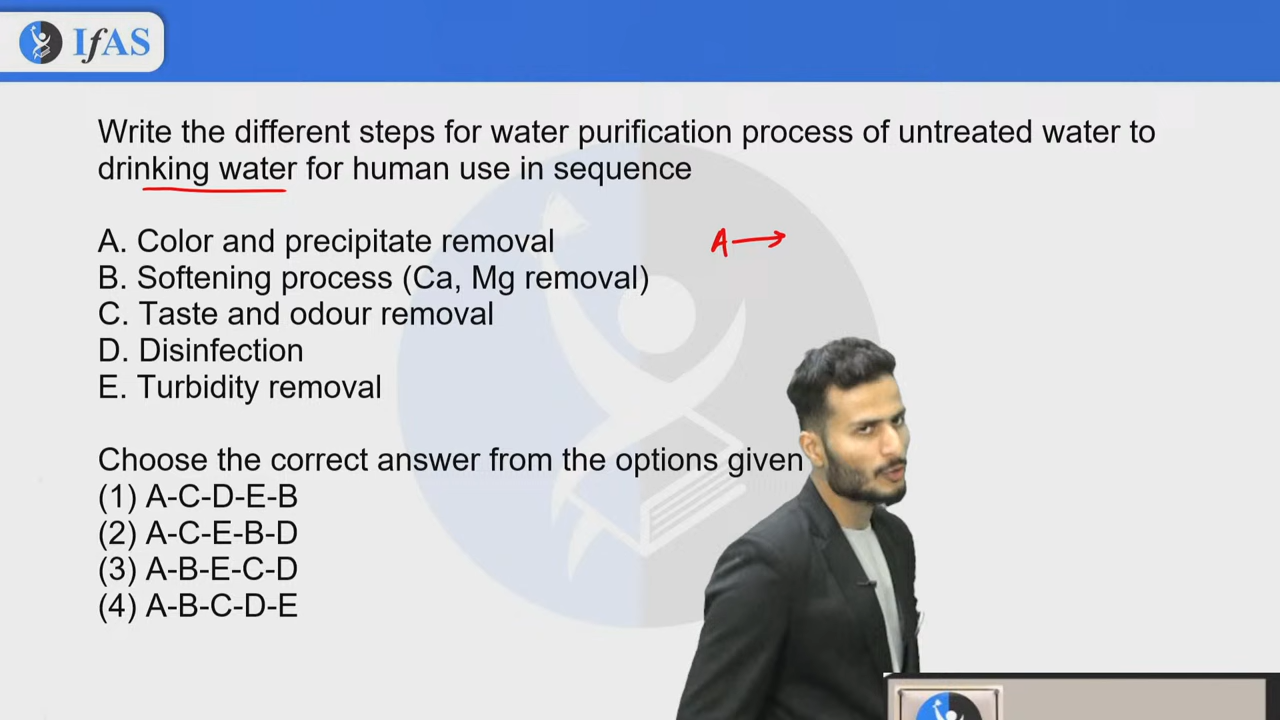 IfAS
Write the different steps for water purification process of untreated water to
drinking water for human use in sequence
A. Color and precipitate removal
A →
B. Softening process (Ca, Mg removal)
C. Taste and odour removal
D. Disinfection
E. Turbidity removal
Choose the correct answer from the options given
(1) A-C-D-E-B
(2) A-C-E-B-D
(3) A-B-E-C-D
(4) A-B-C-D-E